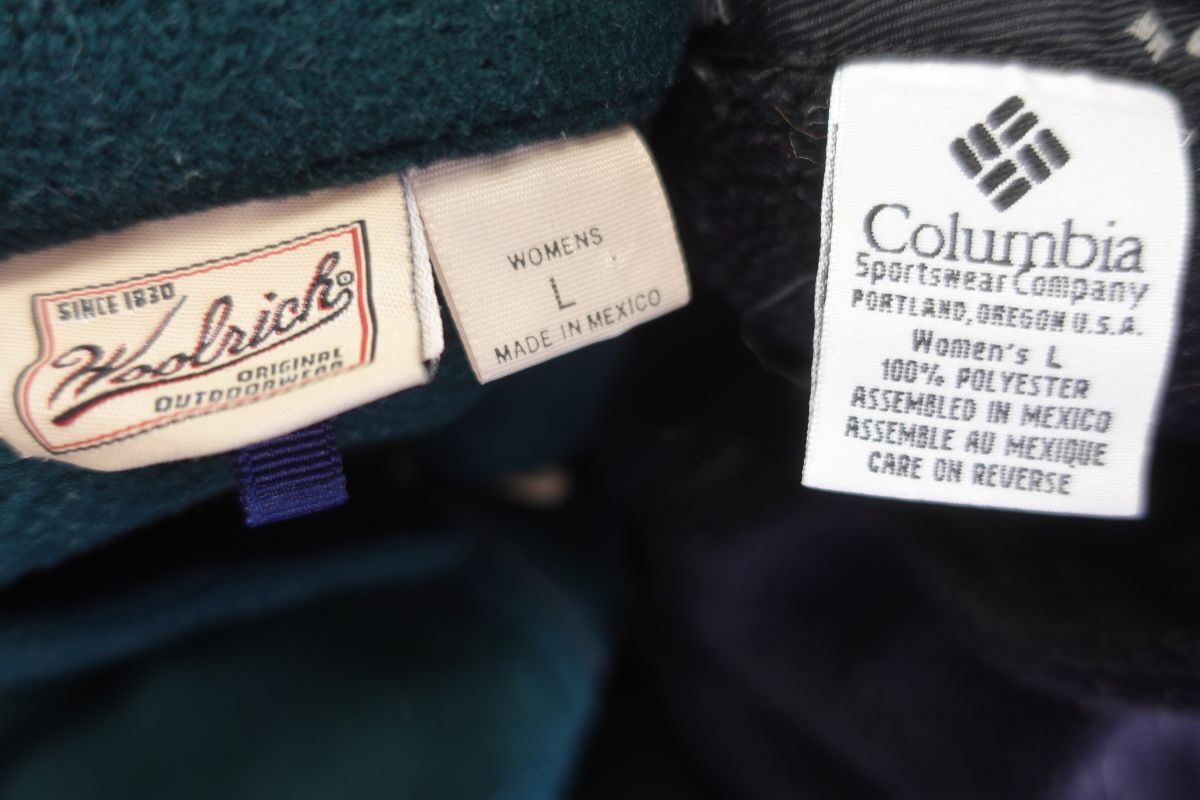 SINCE 1830
Woolrich®
ORIGINAL
OUTDOORWEAR
WOMENS
L
MADE IN MEXICO
Columbia
Sportswear Company
PORTLAND, OREGON U.S.A.
Women's L
100% POLYESTER
ASSEMBLED IN MEXICO
ASSEMBLE AU MEXIQUE
CARE ON REVERSE